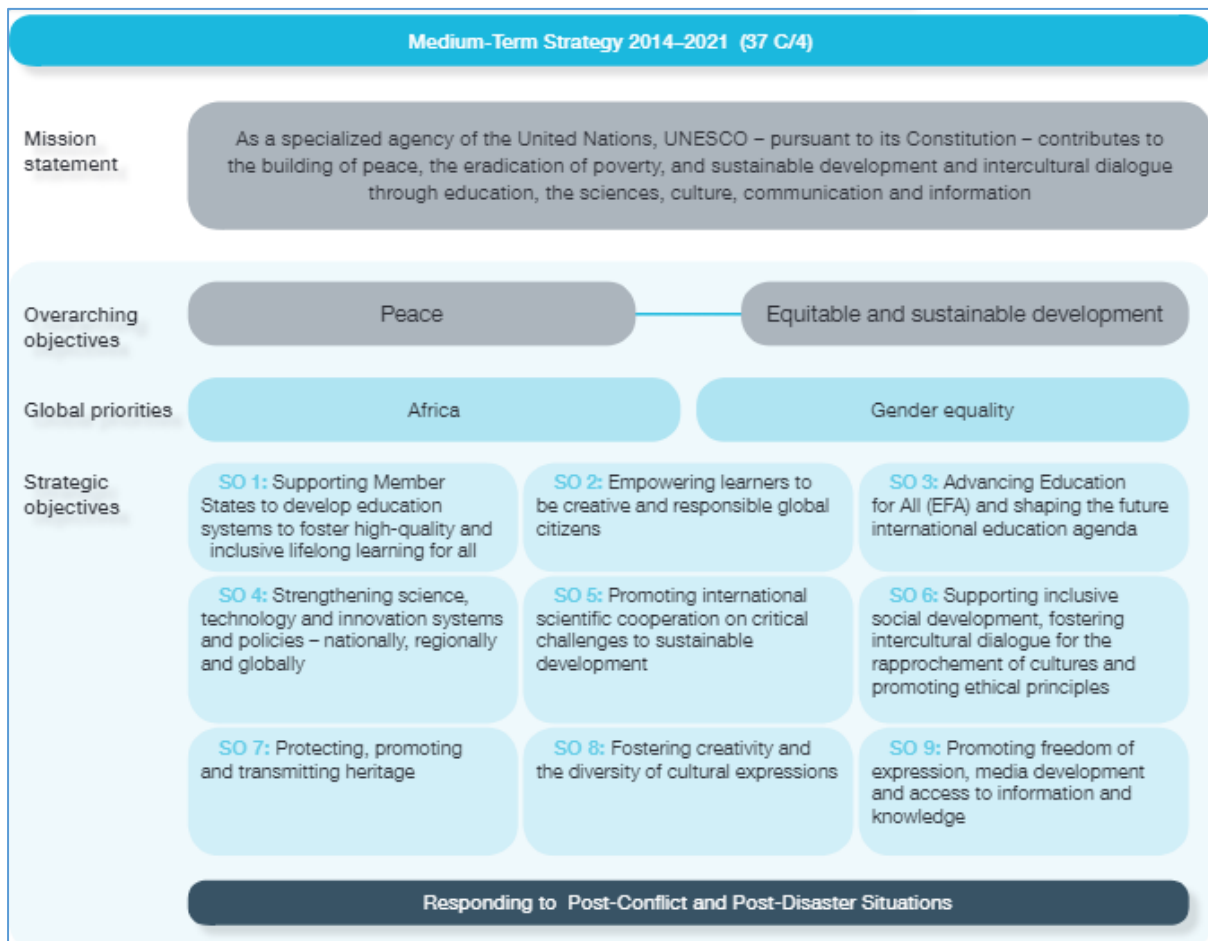 Medium-Term Strategy 2014–2021 (37 C/4)
Mission
statement
As a specialized agency of the United Nations, UNESCO – pursuant to its Constitution – contributes to
the building of peace, the eradication of poverty, and sustainable development and intercultural dialogue
through education, the sciences, culture, communication and information
Overarching
objectives
Peace
Equitable and sustainable development
Global priorities
Africa
Gender equality
Strategic
objectives
SO 1: Supporting Member
States to develop education
systems to foster high-quality and
inclusive lifelong learning for all
SO 2: Empowering learners to
be creative and responsible global
citizens
SO 3: Advancing Education
for All (EFA) and shaping the future
international education agenda
SO 4: Strengthening science,
technology and innovation systems
and policies – nationally, regionally
and globally
SO 5: Promoting international
scientific cooperation on critical
challenges to sustainable
development
SO 6: Supporting inclusive
social development, fostering
intercultural dialogue for the
rapprochement of cultures and
promoting ethical principles
SO 7: Protecting, promoting
and transmitting heritage
SO 8: Fostering creativity and
the diversity of cultural expressions
SO 9: Promoting freedom of
expression, media development
and access to information and
knowledge
Responding to Post-Conflict and Post-Disaster Situations